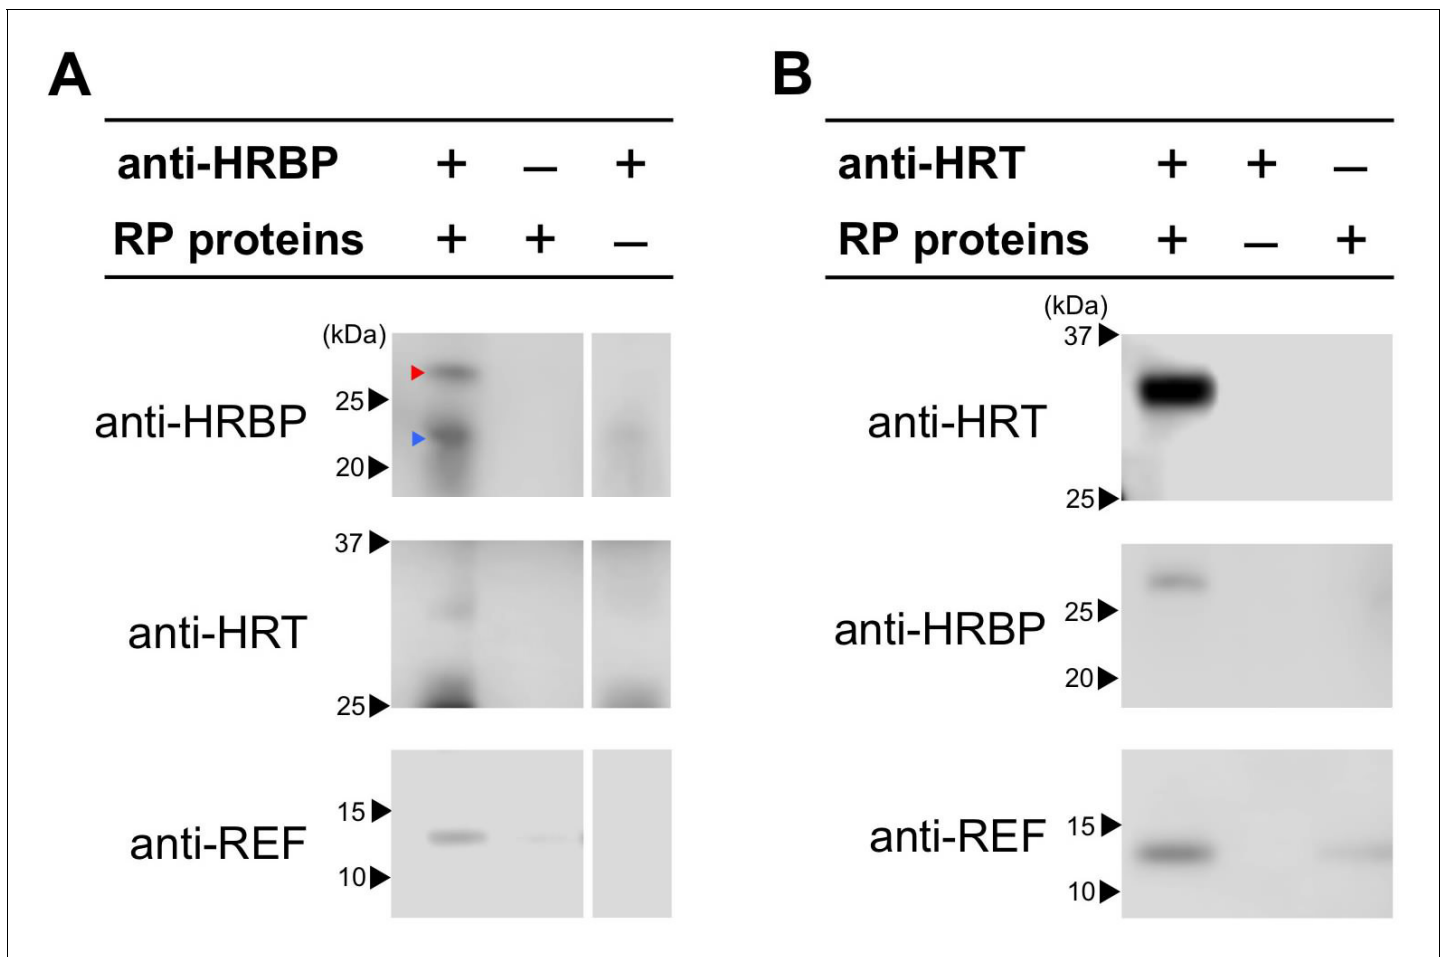 A
anti-HRBP + – +
RP proteins + + –
(kDa)
25
anti-HRBP
20
37
anti-HRT
25
15
anti-REF
10
B
anti-HRT + + –
RP proteins + – +
(kDa)
37
anti-HRT
25
25
anti-HRBP
20
15
anti-REF
10